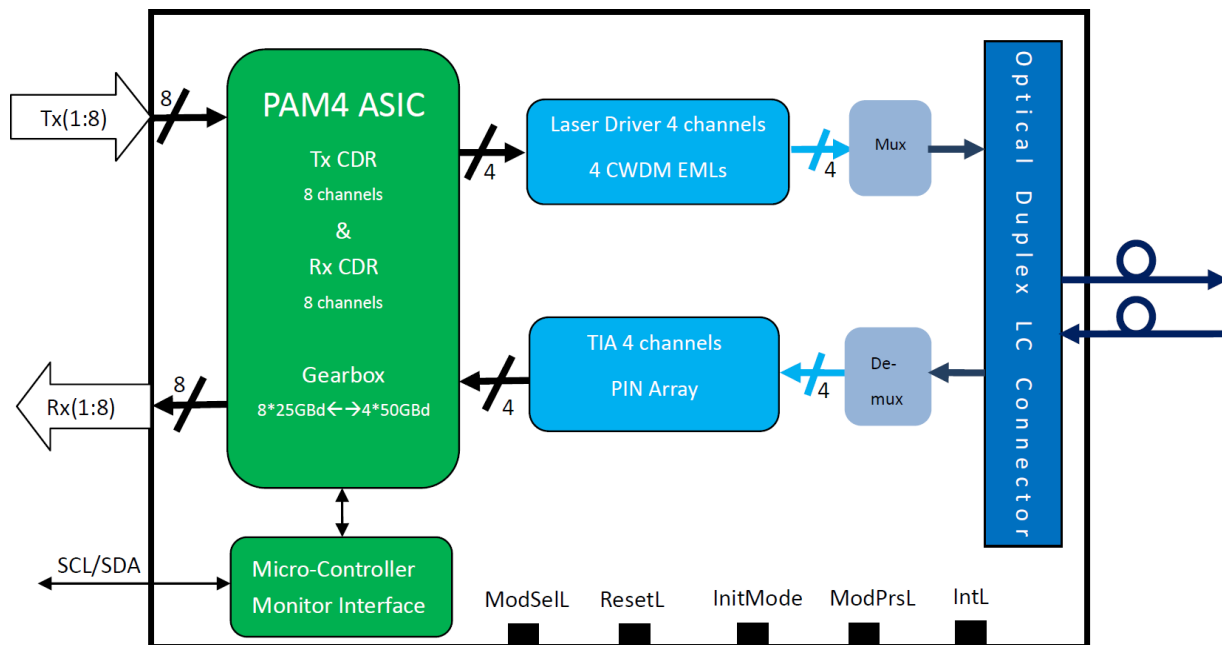 Tx(1:8)
8
PAM4 ASIC
Tx CDR
8 channels
&
Rx CDR
8 channels
Gearbox
8*25GBd←→4*50GBd
4
Laser Driver 4 channels
4 CWDM EMLs
4
Mux
Optical Duplex LC Connector
Rx(1:8)
8
4
TIA 4 channels
PIN Array
4
De-
mux
SCL/SDA
Micro-Controller
Monitor Interface
ModSelL
ResetL
InitMode
ModPrsL
IntL